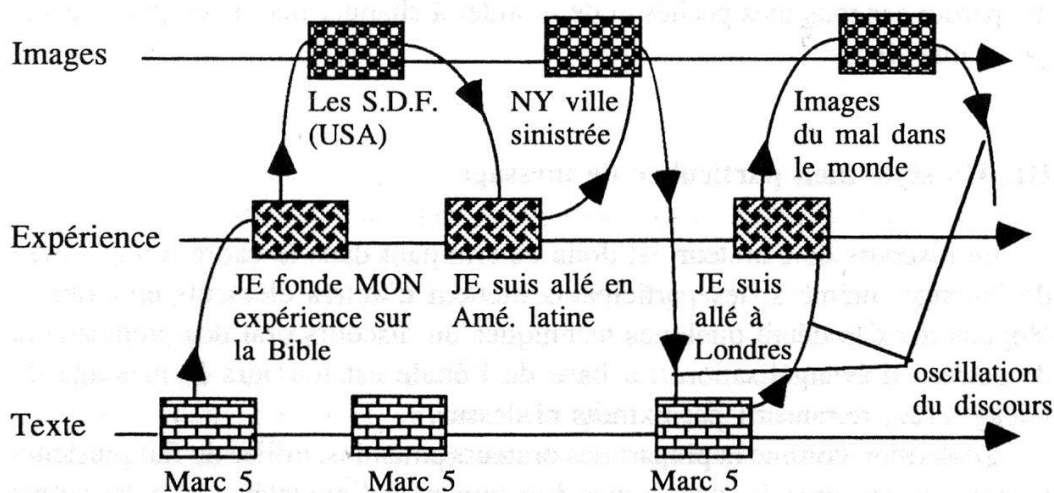 Images
Les S.D.F.
(USA)
NY ville
sinistrée
Images
du mal dans
le monde
Expérience
JE fonde MON
expérience sur
la Bible
JE suis allé en
Amé. latine
JE suis
allé à
Londres
oscillation
du discours
Texte
Marc 5
Marc 5
Marc 5